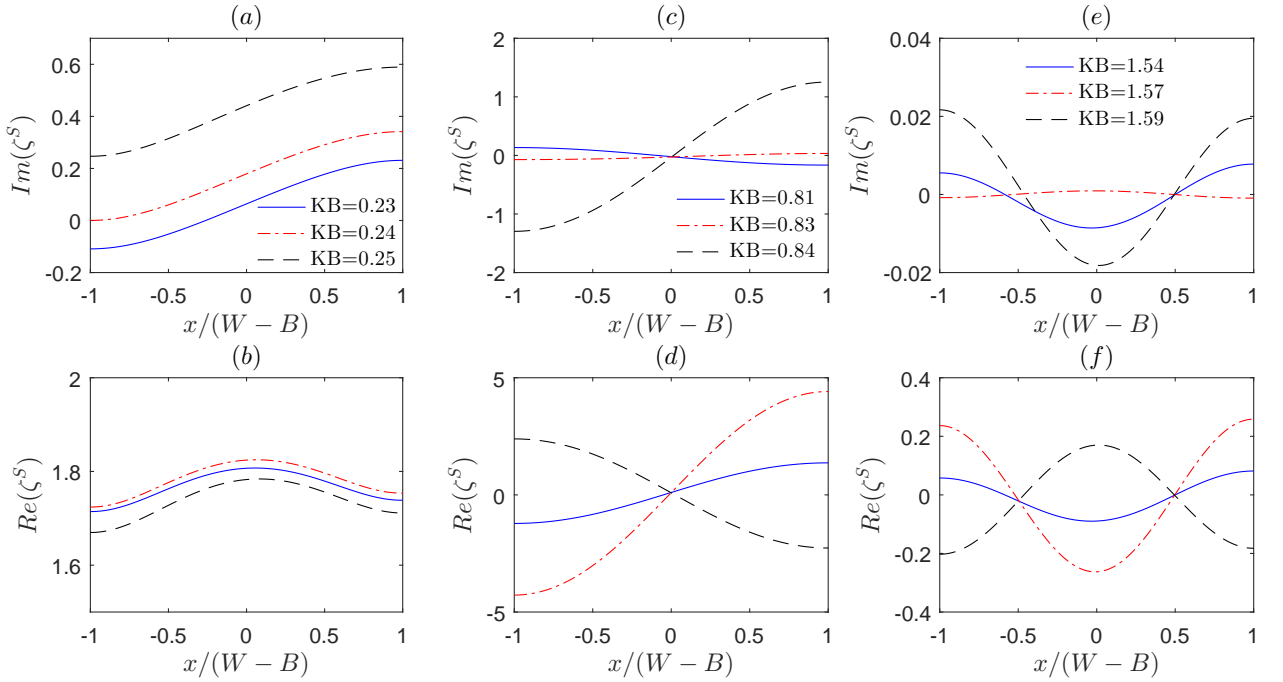 (a)
Im(ζ^S)
0.6
0.4
0.2
0
-0.2
KB=0.23
KB=0.24
KB=0.25
-1 -0.5 0 0.5 1
x/(W − B)
(c)
Im(ζ^S)
2
1
0
-1
-2
KB=0.81
KB=0.83
KB=0.84
-1 -0.5 0 0.5 1
x/(W − B)
(e)
Im(ζ^S)
0.04
0.02
0
-0.02
KB=1.54
KB=1.57
KB=1.59
-1 -0.5 0 0.5 1
x/(W − B)
(b)
Re(ζ^S)
2
1.8
1.6
-1 -0.5 0 0.5 1
x/(W − B)
(d)
Re(ζ^S)
5
0
-5
-1 -0.5 0 0.5 1
x/(W − B)
(f)
Re(ζ^S)
0.4
0.2
0
-0.2
-0.4
-1 -0.5 0 0.5 1
x/(W − B)